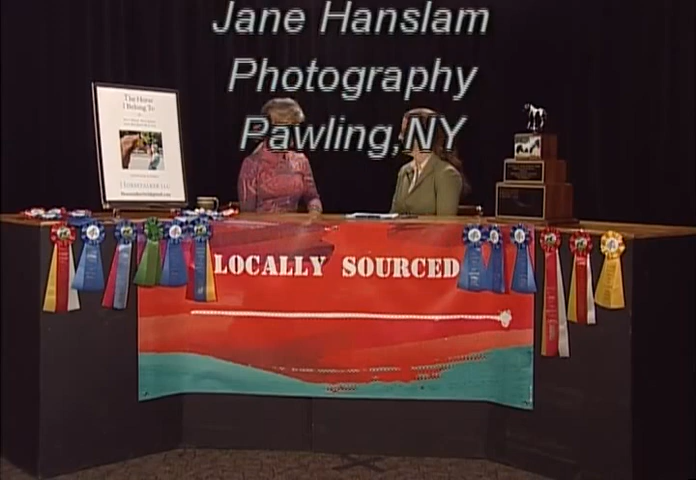 Jane Hanslam
Photography
Pawling,NY
The Horse
I Belong To
LOCALLY SOURCED